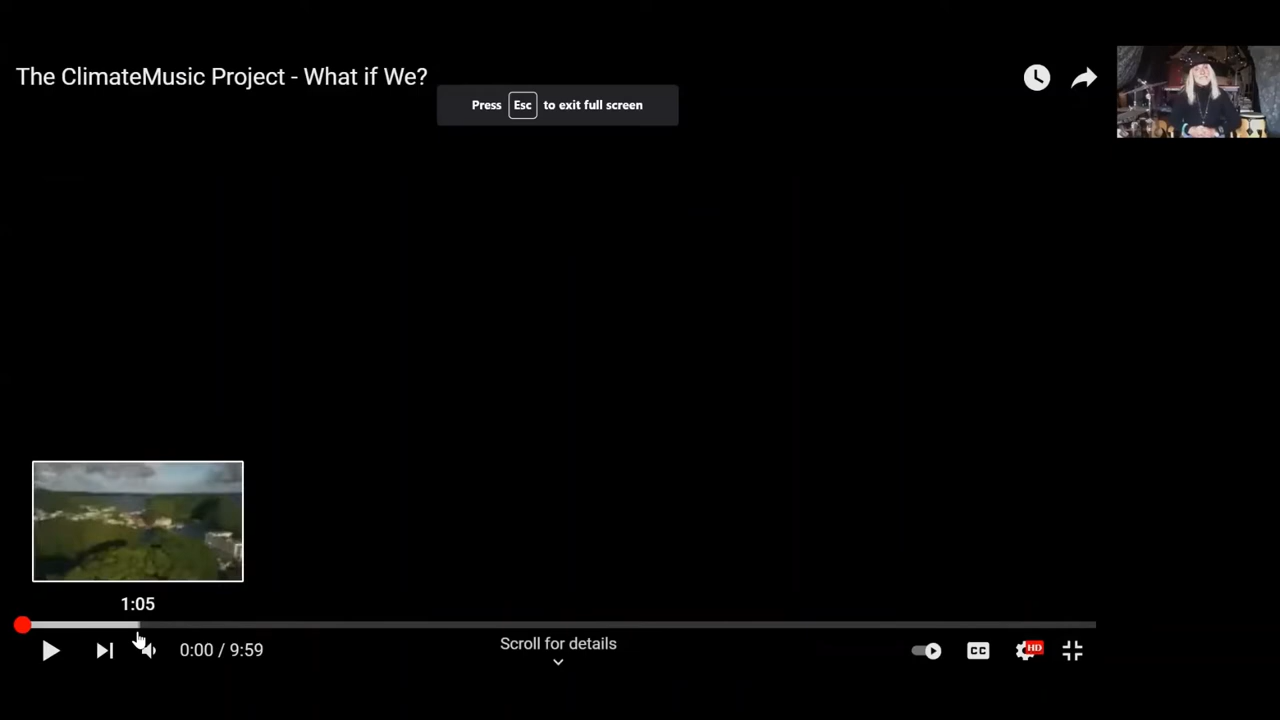 The ClimateMusic Project - What if We?
Press Esc to exit full screen
1:05
0:00 / 9:59
Scroll for details
CC
HD